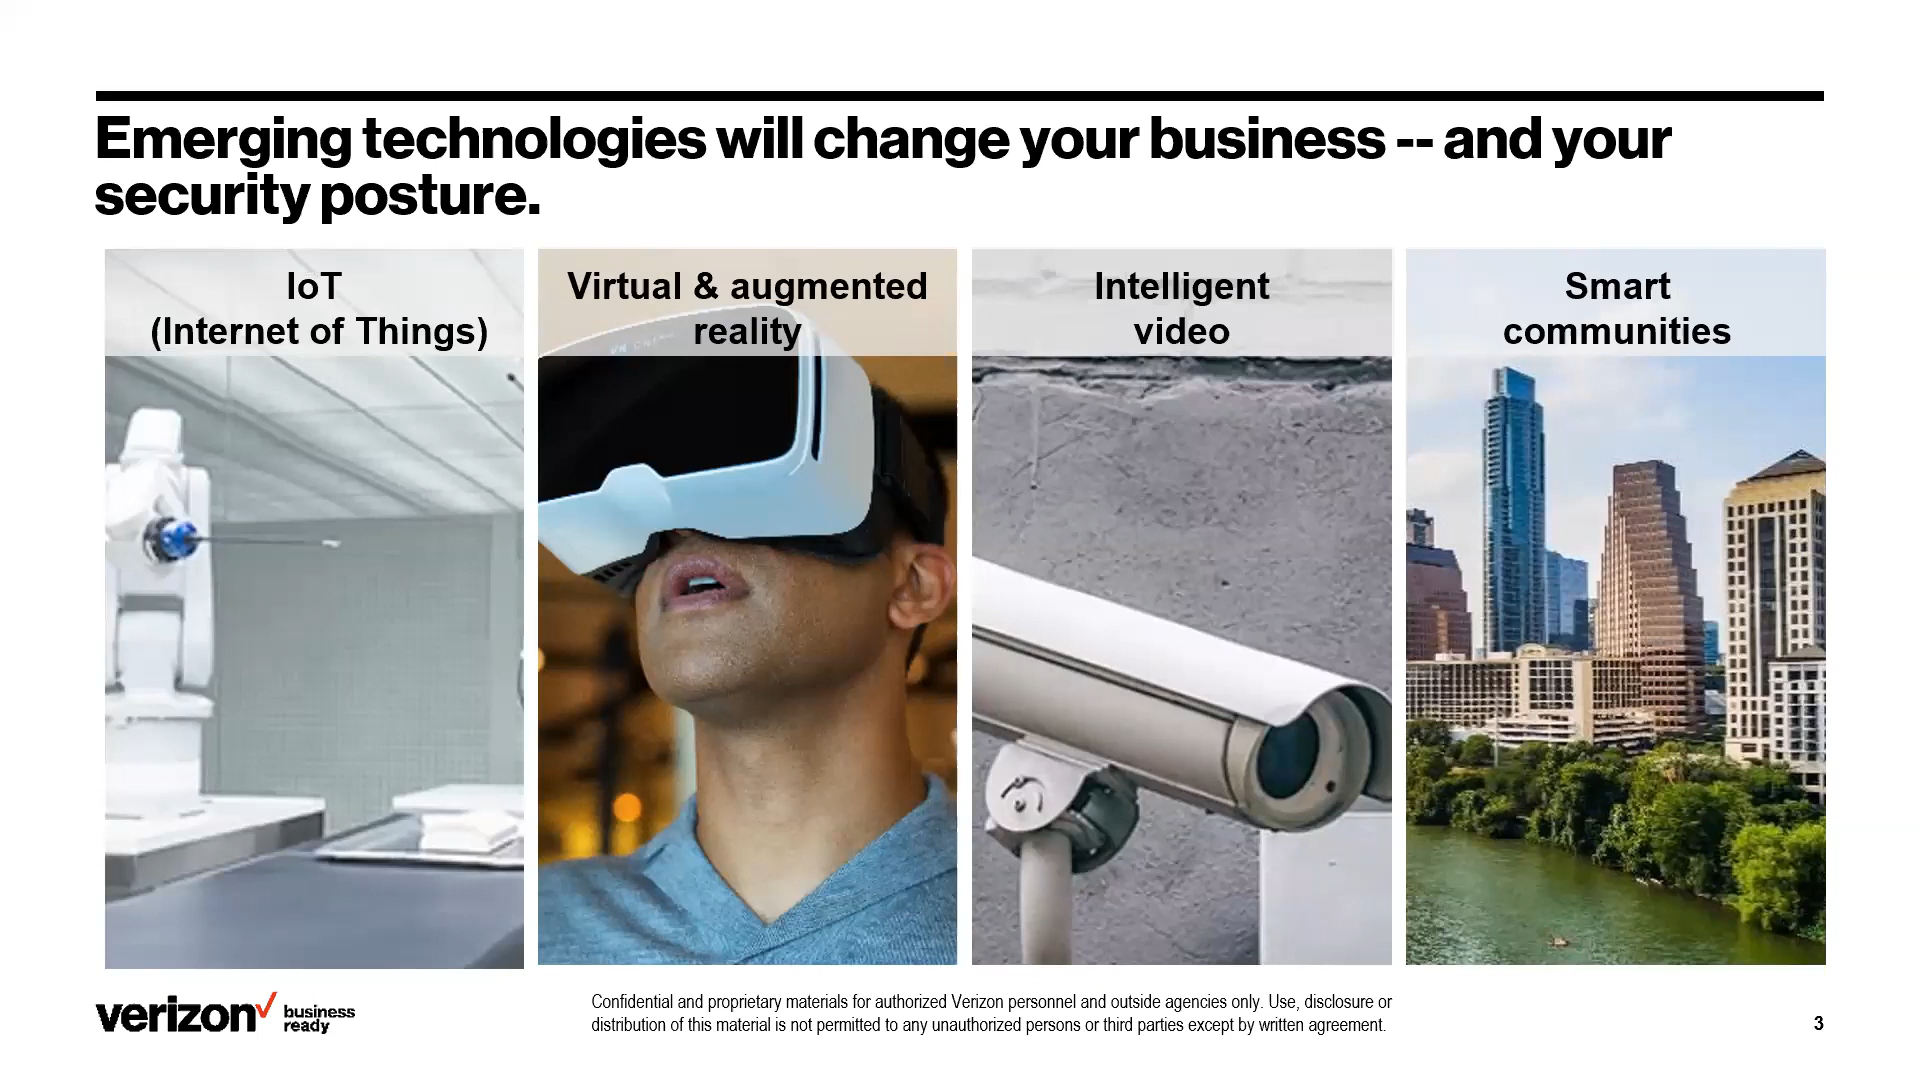 Emerging technologies will change your business -- and your
security posture.
IoT
(Internet of Things)
Virtual & augmented
reality
Intelligent
video
Smart
communities
verizon business
ready
Confidential and proprietary materials for authorized Verizon personnel and outside agencies only. Use, disclosure or
distribution of this material is not permitted to any unauthorized persons or third parties except by written agreement.
3